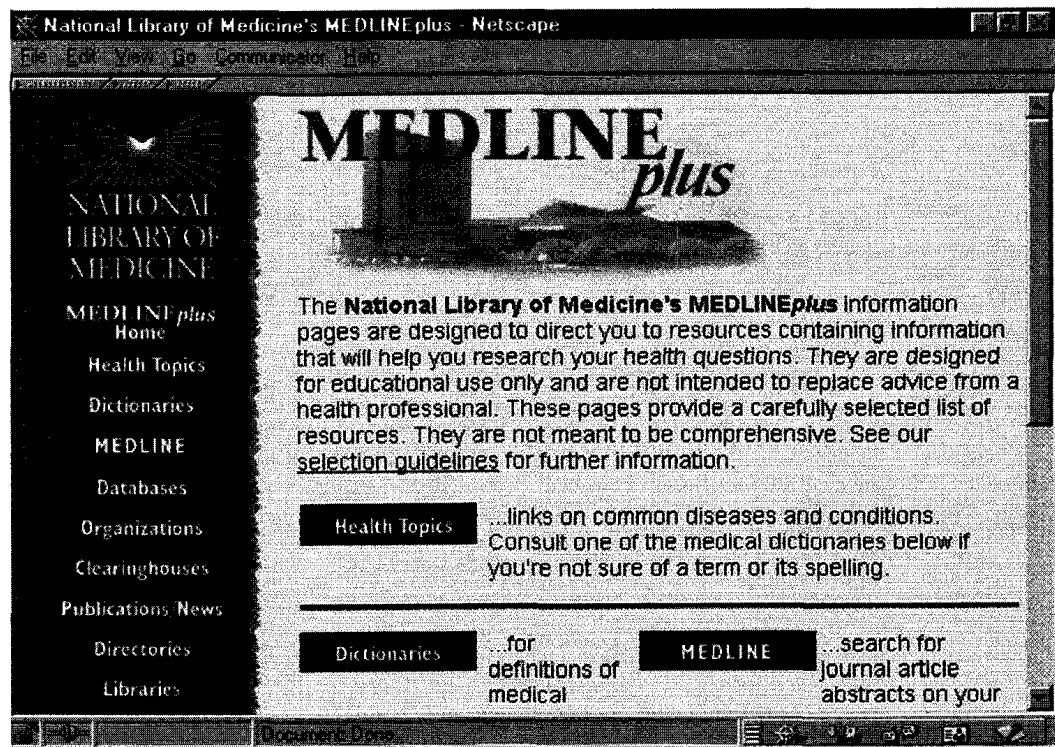 National Library of Medicine's MEDLINEplus - Netscape
File Edit View Go Communicator Help
NATIONAL
LIBRARY OF
MEDICINE
MEDLINEplus
Home
Health Topics
Dictionaries
MEDLINE
Databases
Organizations
Clearinghouses
Publications/News
Directories
Libraries
MEDLINE
plus
The National Library of Medicine's MEDLINEplus information
pages are designed to direct you to resources containing information
that will help you research your health questions. They are designed
for educational use only and are not intended to replace advice from a
health professional. These pages provide a carefully selected list of
resources. They are not meant to be comprehensive. See our
selection guidelines for further information.
Health Topics ...links on common diseases and conditions.
Consult one of the medical dictionaries below if
you're not sure of a term or its spelling.
Dictionaries ...for
definitions of
medical
MEDLINE ...search for
journal article
abstracts on your
Document: Done